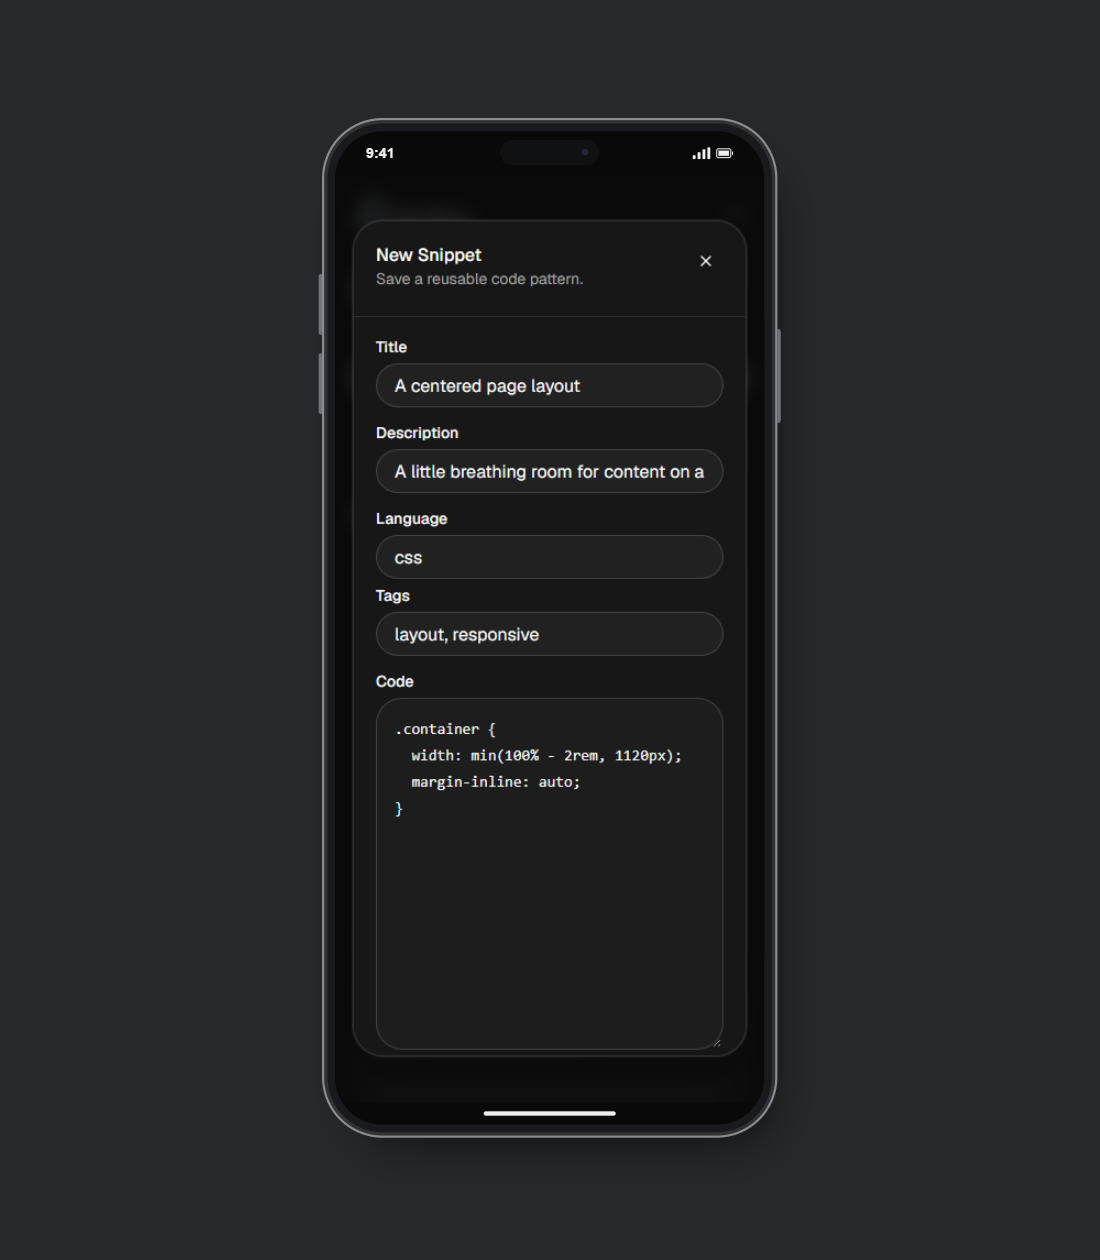 9:41
New Snippet
Save a reusable code pattern.
Title
A centered page layout
Description
A little breathing room for content on a
Language
css
Tags
layout, responsive
Code
.container {
  width: min(100% - 2rem, 1120px);
  margin-inline: auto;
}